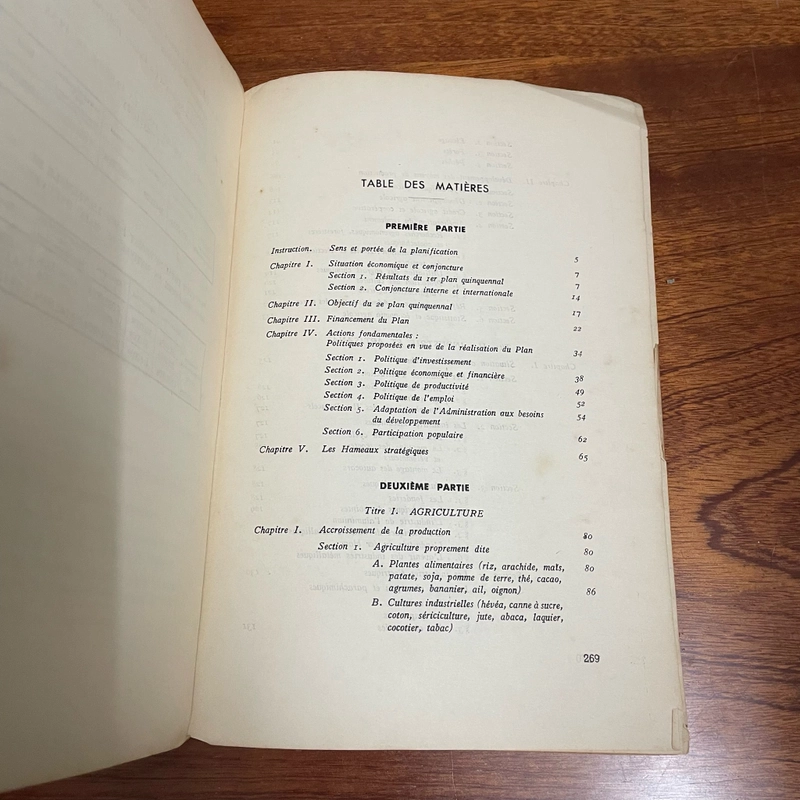 TABLE DES MATIÈRES
PREMIÈRE PARTIE
Instruction. Sens et portée de la planification 5
Chapitre I. Situation économique et conjoncture 7
Section 1. Résultats du 1er plan quinquennal 7
Section 2. Conjoncture interne et internationale 14
Chapitre II. Objectif du 2e plan quinquennal 17
Chapitre III. Financement du Plan 22
Chapitre IV. Actions fondamentales :
Politiques proposées en vue de la réalisation du Plan 34
Section 1. Politique d'investissement
Section 2. Politique économique et financière 38
Section 3. Politique de productivité 49
Section 4. Politique de l'emploi 52
Section 5. Adaptation de l'Administration aux besoins 54
du développement
Section 6. Participation populaire 62
Chapitre V. Les Hameaux stratégiques 65
DEUXIÈME PARTIE
Titre I. AGRICULTURE
Chapitre I. Accroissement de la production 80
Section 1. Agriculture proprement dite 80
A. Plantes alimentaires (riz, arachide, maïs, 80
patate, soja, pomme de terre, thé, cacao,
agrumes, bananier, ail, oignon) 86
B. Cultures industrielles (hévéa, canne à sucre,
coton, sériciculture, jute, abaca, laquier,
cocotier, tabac)
269